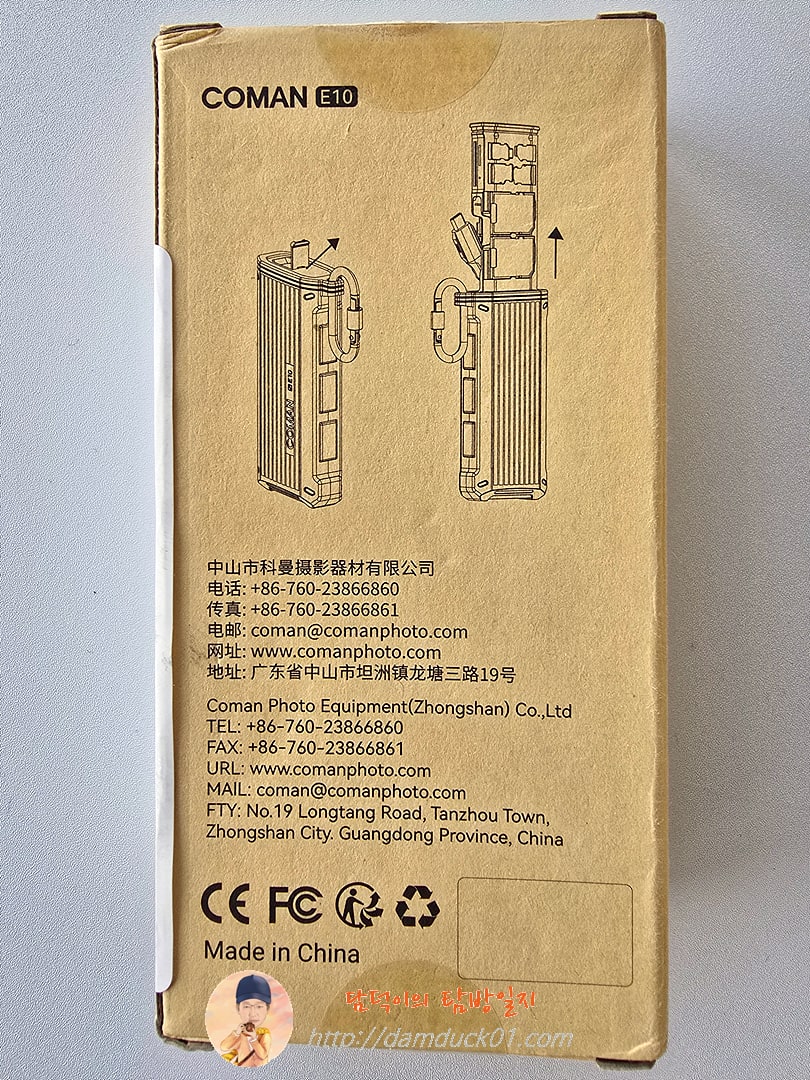 COMAN E10
COMAN E10
中山市科曼摄影器材有限公司
电话: +86-760-23866860
传真: +86-760-23866861
电邮: coman@comanphoto.com
网址: www.comanphoto.com
地址: 广东省中山市坦洲镇龙塘三路19号
Coman Photo Equipment(Zhongshan) Co.,Ltd
TEL: +86-760-23866860
FAX: +86-760-23866861
URL: www.comanphoto.com
MAIL: coman@comanphoto.com
FTY: No.19 Longtang Road, Tanzhou Town,
Zhongshan City. Guangdong Province, China
CE FC
Made in China
담덕이의 탐방일지
http://damduck01.com/